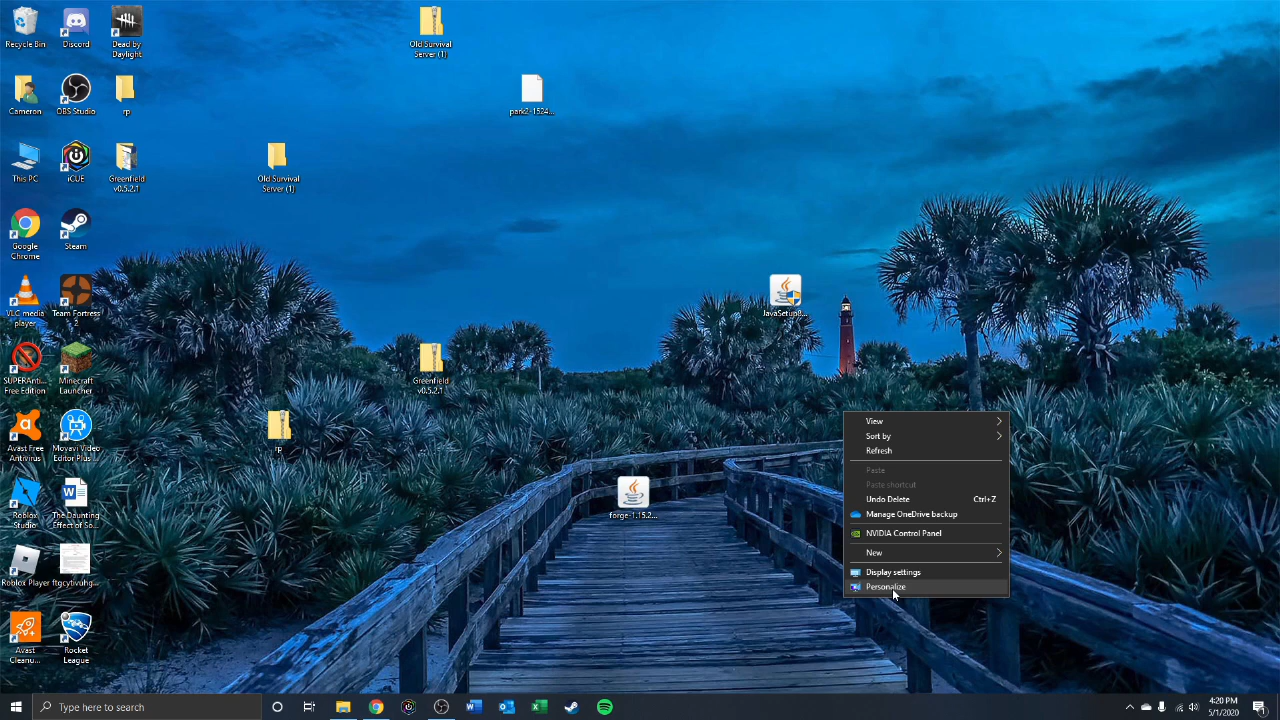 Recycle Bin
Discord
Dead by
Daylight
Old Survival
Server (1)
Cameron
OBS Studio
rp
park2-1524...
This PC
iCUE
Greenfield
v0.5.2.1
Old Survival
Server (1)
Google
Chrome
Steam
VLC media
player
Team Fortress
2
JavaSetup8...
SUPERAnti...
Free Edition
Minecraft
Launcher
Greenfield
v0.5.2.1
Avast Free
Antivirus
Movavi Video
Editor Plus ...
rp
Roblox
Studio
The Daunting
Effect of So...
forge-1.15.2...
Roblox Player
ftgcytivuhg...
Avast
Cleanu...
Rocket
League
View
Sort by
Refresh
Paste
Paste shortcut
Undo Delete Ctrl+Z
Manage OneDrive backup
NVIDIA Control Panel
New
Display settings
Personalize
Type here to search
4:20 PM
5/1/2020
1